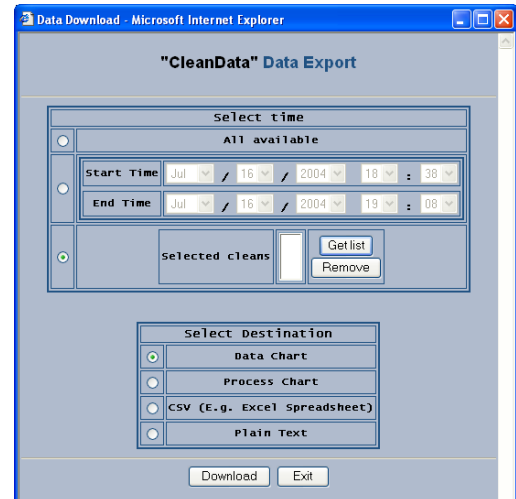 Data Download - Microsoft Internet Explorer
"CleanData" Data Export
Select time
All available
Start Time Jul / 16 / 2004 18 : 38
End Time Jul / 16 / 2004 19 : 08
Selected cleans
Get list
Remove
Select Destination
Data Chart
Process Chart
CSV (E.g. Excel Spreadsheet)
Plain Text
Download Exit